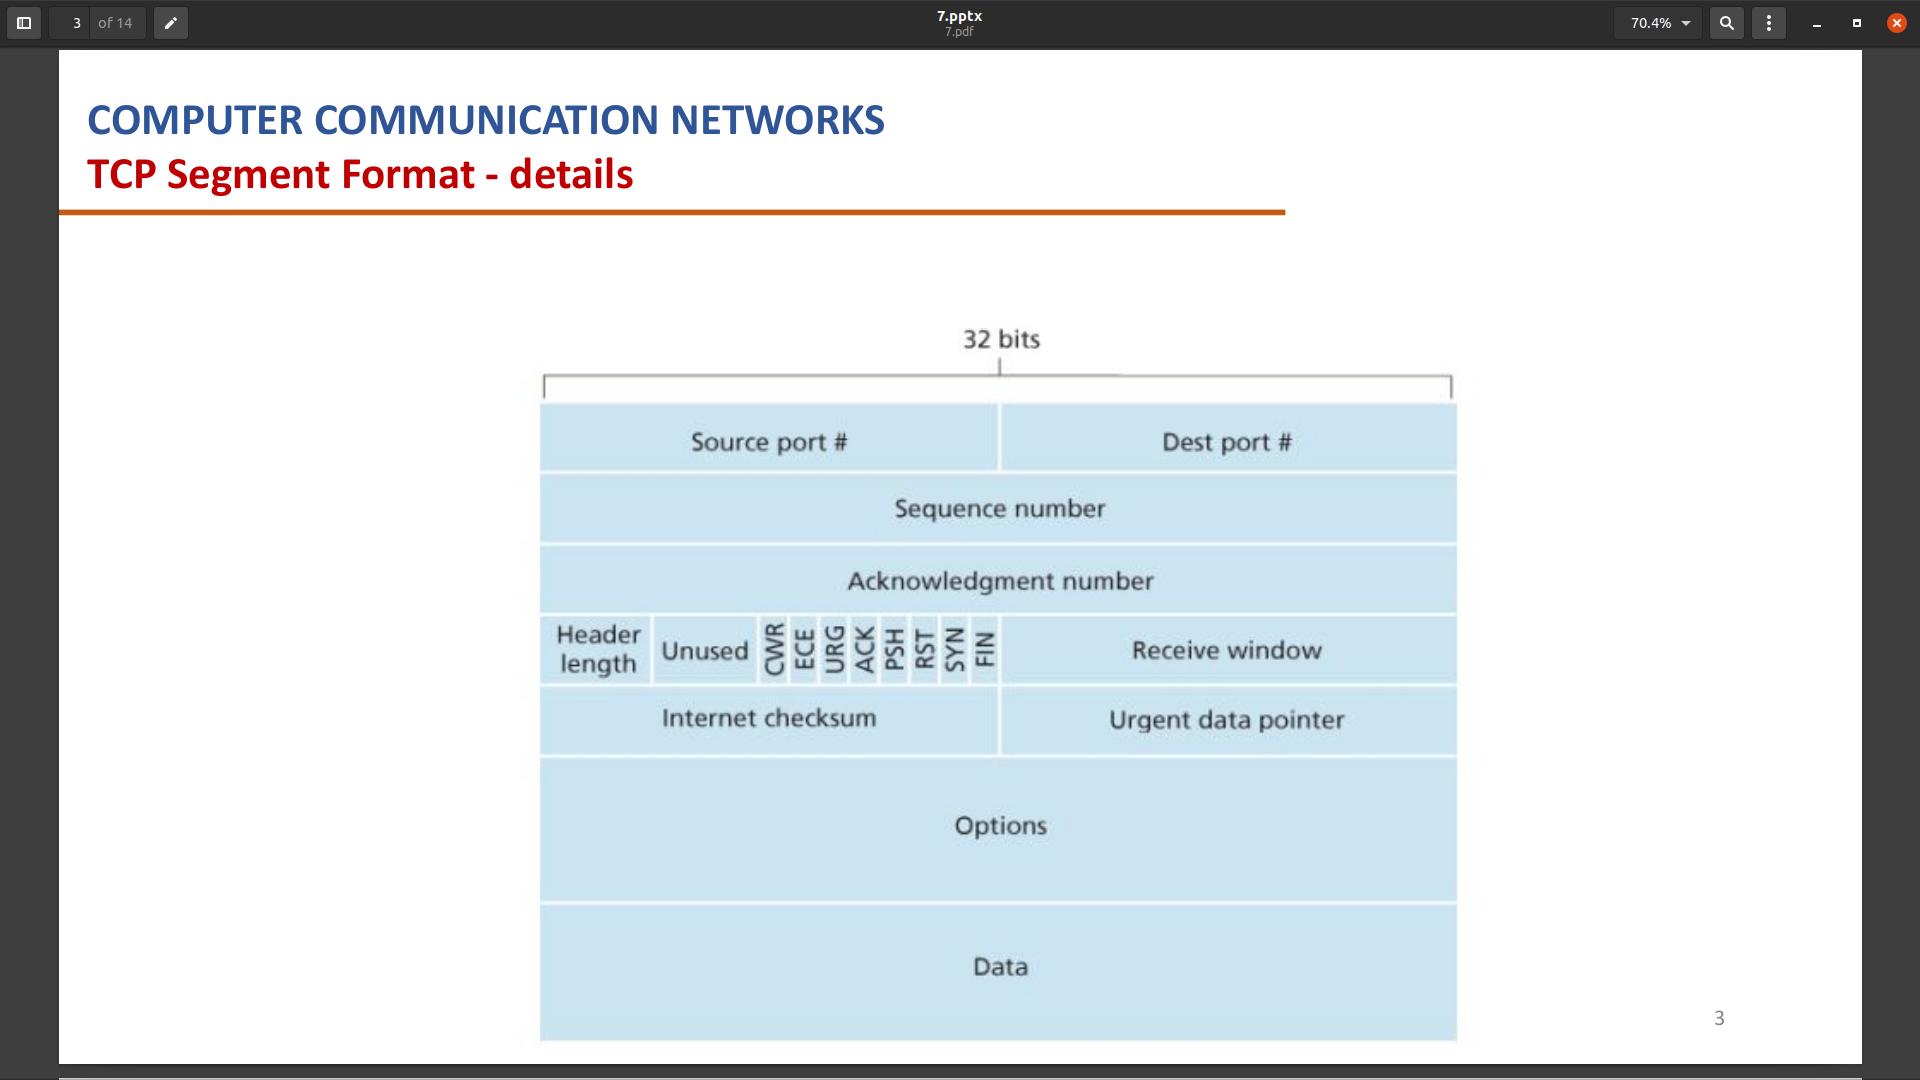 3 of 14
7.pptx
7.pdf
70.4%
COMPUTER COMMUNICATION NETWORKS
TCP Segment Format - details
32 bits
Source port #
Dest port #
Sequence number
Acknowledgment number
Header
length
Unused
CWR
ECE
URG
ACK
PSH
RST
SYN
FIN
Receive window
Internet checksum
Urgent data pointer
Options
Data
3